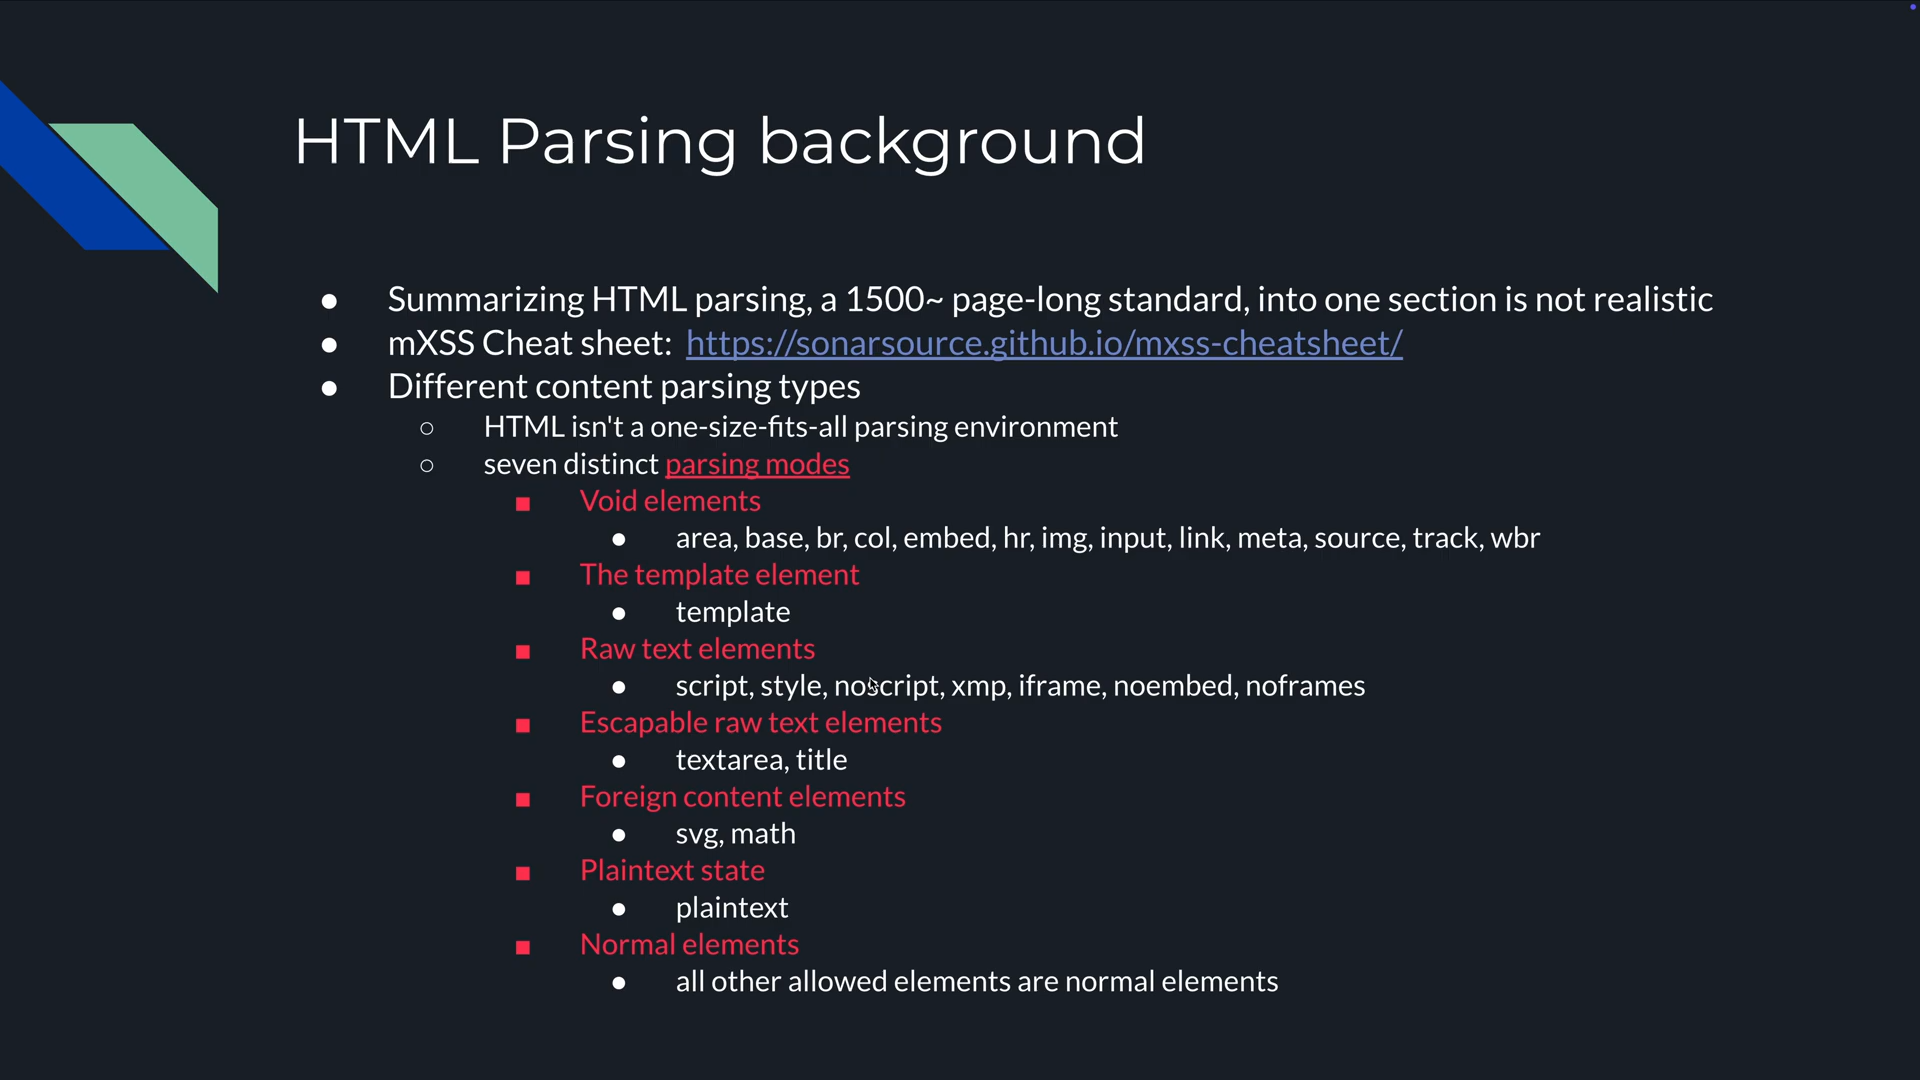 HTML Parsing background
● Summarizing HTML parsing, a 1500~ page-long standard, into one section is not realistic
● mXSS Cheat sheet: https://sonarsource.github.io/mxss-cheatsheet/
● Different content parsing types
○ HTML isn't a one-size-fits-all parsing environment
○ seven distinct parsing modes
■ Void elements
● area, base, br, col, embed, hr, img, input, link, meta, source, track, wbr
■ The template element
● template
■ Raw text elements
● script, style, noscript, xmp, iframe, noembed, noframes
■ Escapable raw text elements
● textarea, title
■ Foreign content elements
● svg, math
■ Plaintext state
● plaintext
■ Normal elements
● all other allowed elements are normal elements